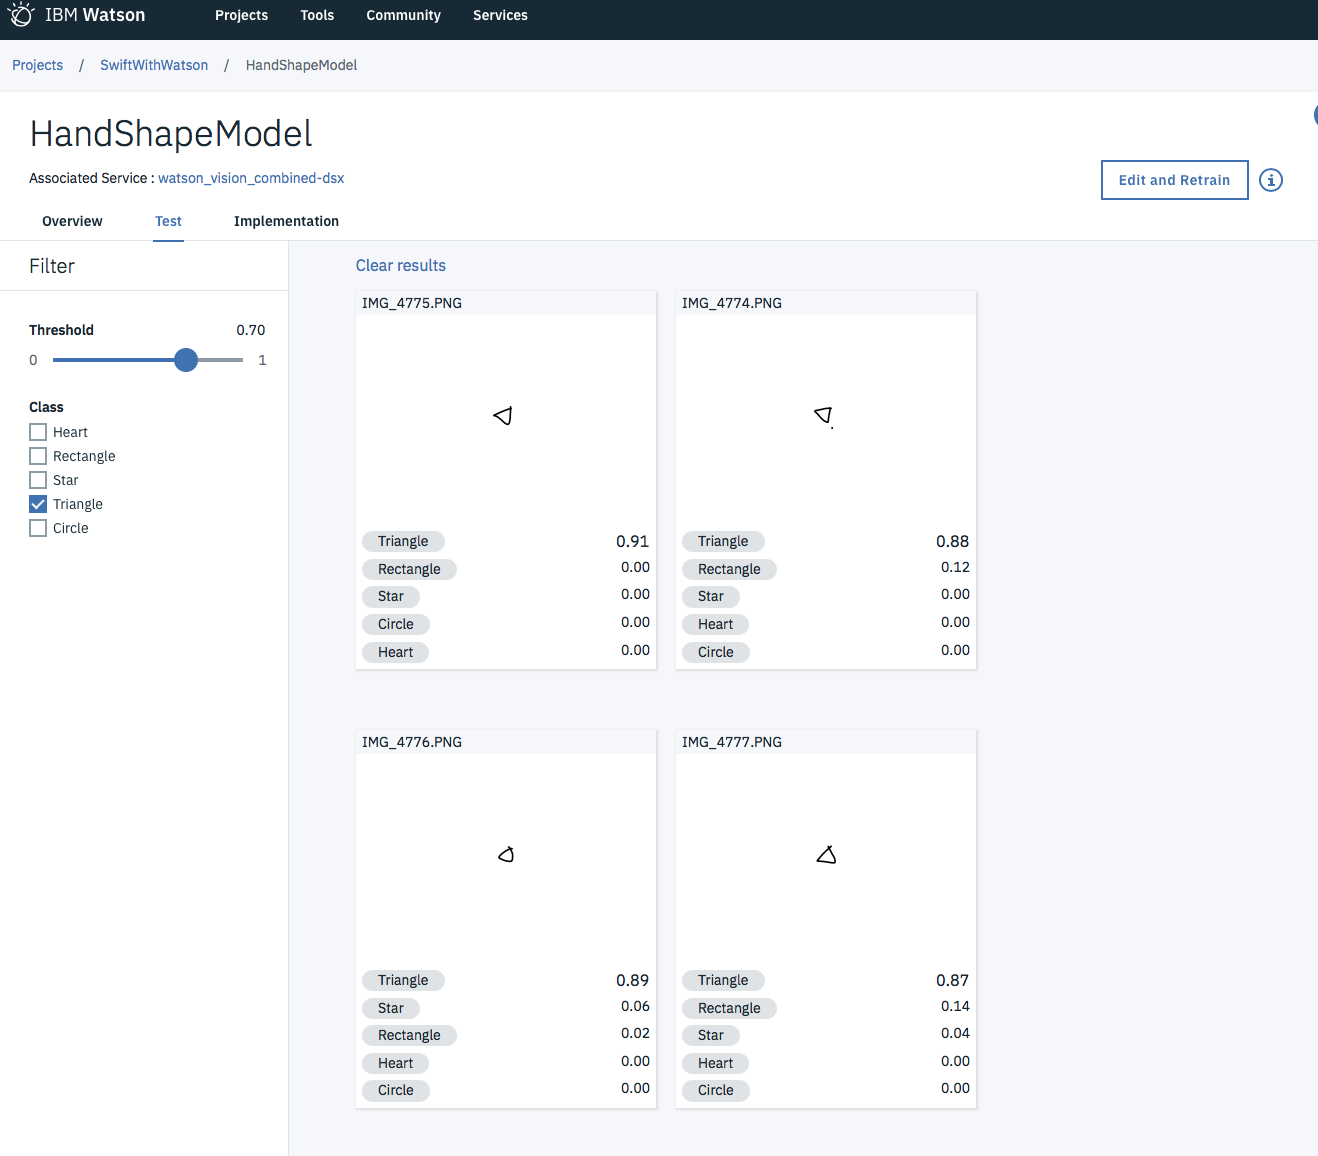 IBM Watson Projects Tools Community Services
Projects / SwiftWithWatson / HandShapeModel
HandShapeModel
Associated Service : watson_vision_combined-dsx
Edit and Retrain
Overview Test Implementation
Filter
Threshold 0.70
0 1
Class
Heart
Rectangle
Star
Triangle
Circle
Clear results
IMG_4775.PNG
Triangle 0.91
Rectangle 0.00
Star 0.00
Circle 0.00
Heart 0.00
IMG_4774.PNG
Triangle 0.88
Rectangle 0.12
Star 0.00
Heart 0.00
Circle 0.00
IMG_4776.PNG
Triangle 0.89
Star 0.06
Rectangle 0.02
Heart 0.00
Circle 0.00
IMG_4777.PNG
Triangle 0.87
Rectangle 0.14
Star 0.04
Heart 0.00
Circle 0.00